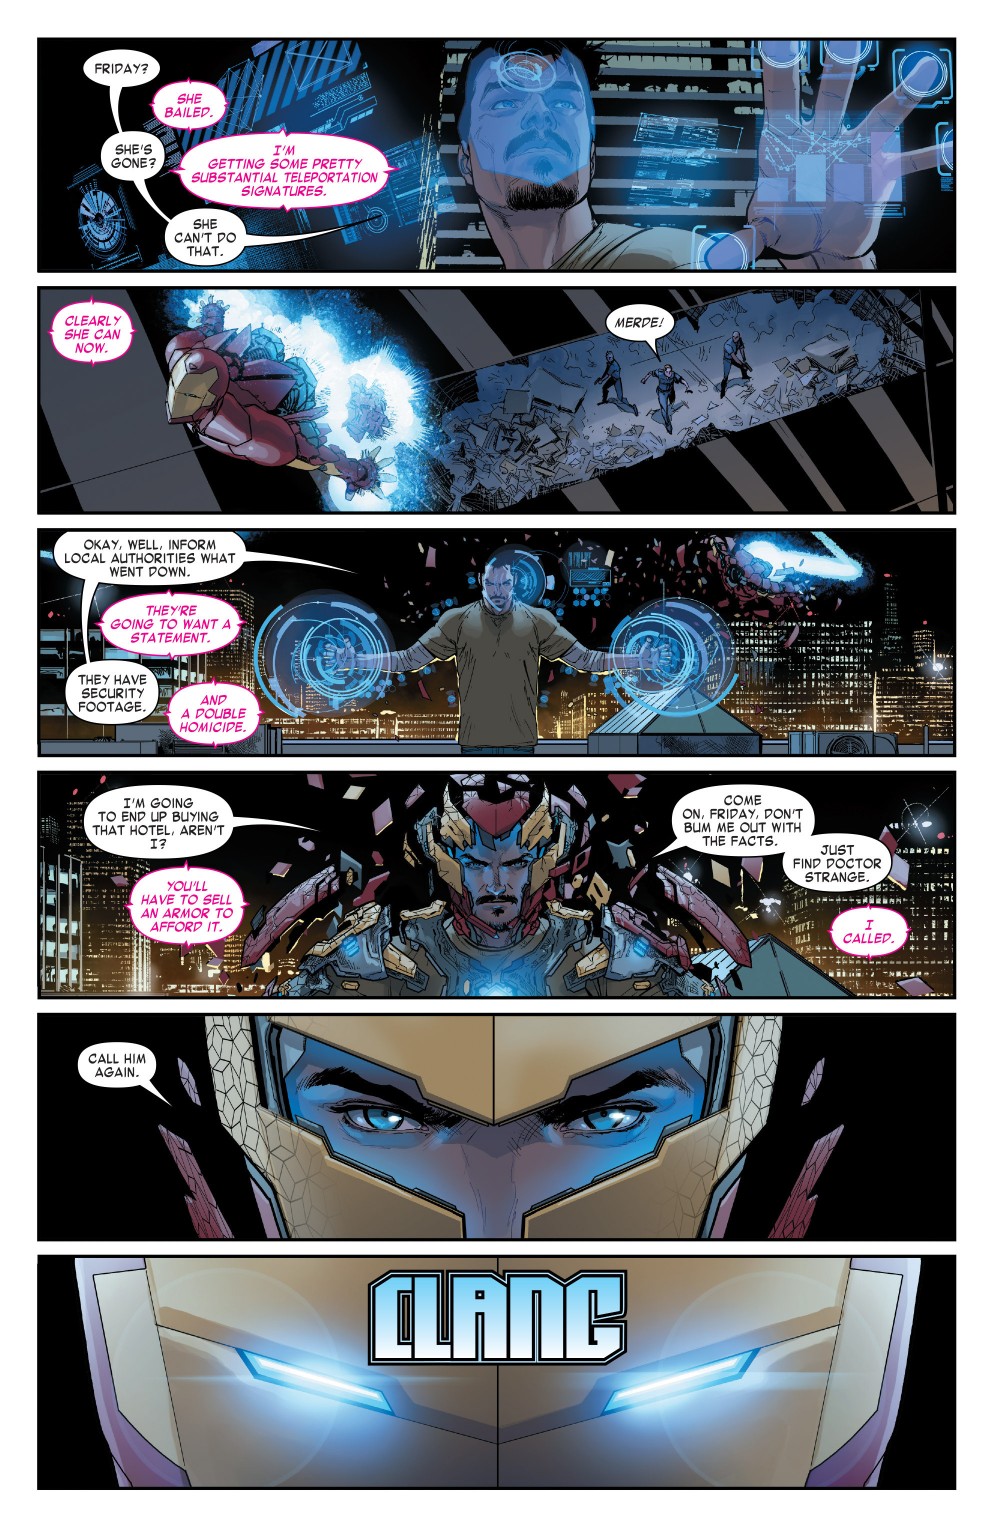 FRIDAY?
SHE
BAILED.
SHE'S
GONE?
I'M
GETTING SOME PRETTY
SUBSTANTIAL TELEPORTATION
SIGNATURES.
SHE
CAN'T DO
THAT.
CLEARLY
SHE CAN
NOW.
MERDE!
OKAY, WELL, INFORM
LOCAL AUTHORITIES WHAT
WENT DOWN.
THEY'RE
GOING TO WANT A
STATEMENT.
THEY HAVE
SECURITY
FOOTAGE.
AND
A DOUBLE
HOMICIDE.
I'M GOING
TO END UP BUYING
THAT HOTEL, AREN'T
I?
YOU'LL
HAVE TO SELL
AN ARMOR TO
AFFORD IT.
COME
ON, FRIDAY, DON'T
BUM ME OUT WITH
THE FACTS.
JUST
FIND DOCTOR
STRANGE.
I
CALLED.
CALL HIM
AGAIN.
CLANG